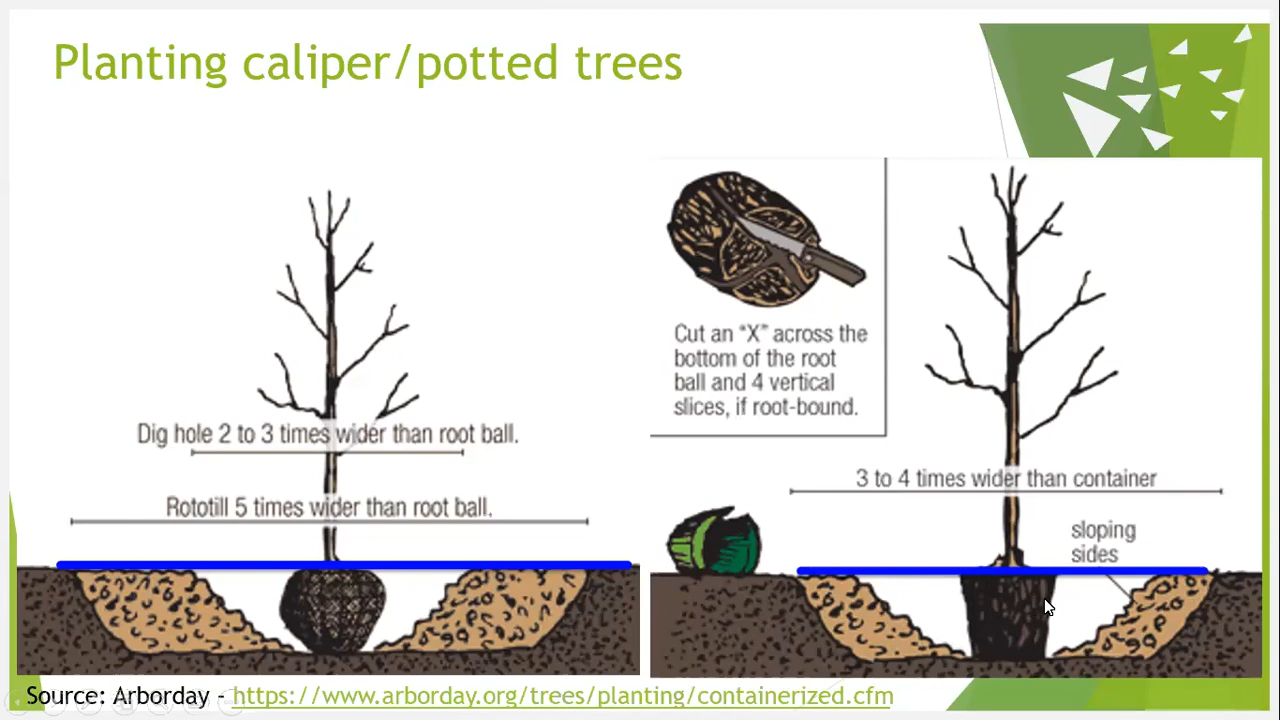 Planting caliper/potted trees
Dig hole 2 to 3 times wider than root ball.
Rototill 5 times wider than root ball.
Cut an “X” across the
bottom of the root
ball and 4 vertical
slices, if root-bound.
3 to 4 times wider than container
sloping
sides
Source: Arborday - https://www.arborday.org/trees/planting/containerized.cfm